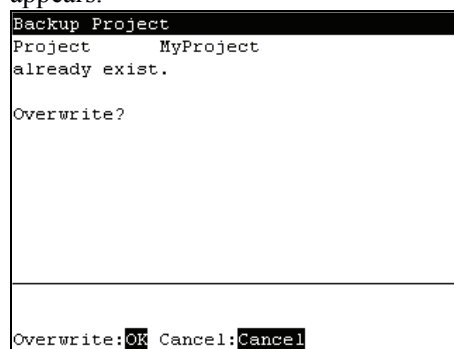 appears.
Backup Project
Project MyProject
already exist.
Overwrite?
Overwrite:OK Cancel:Cancel